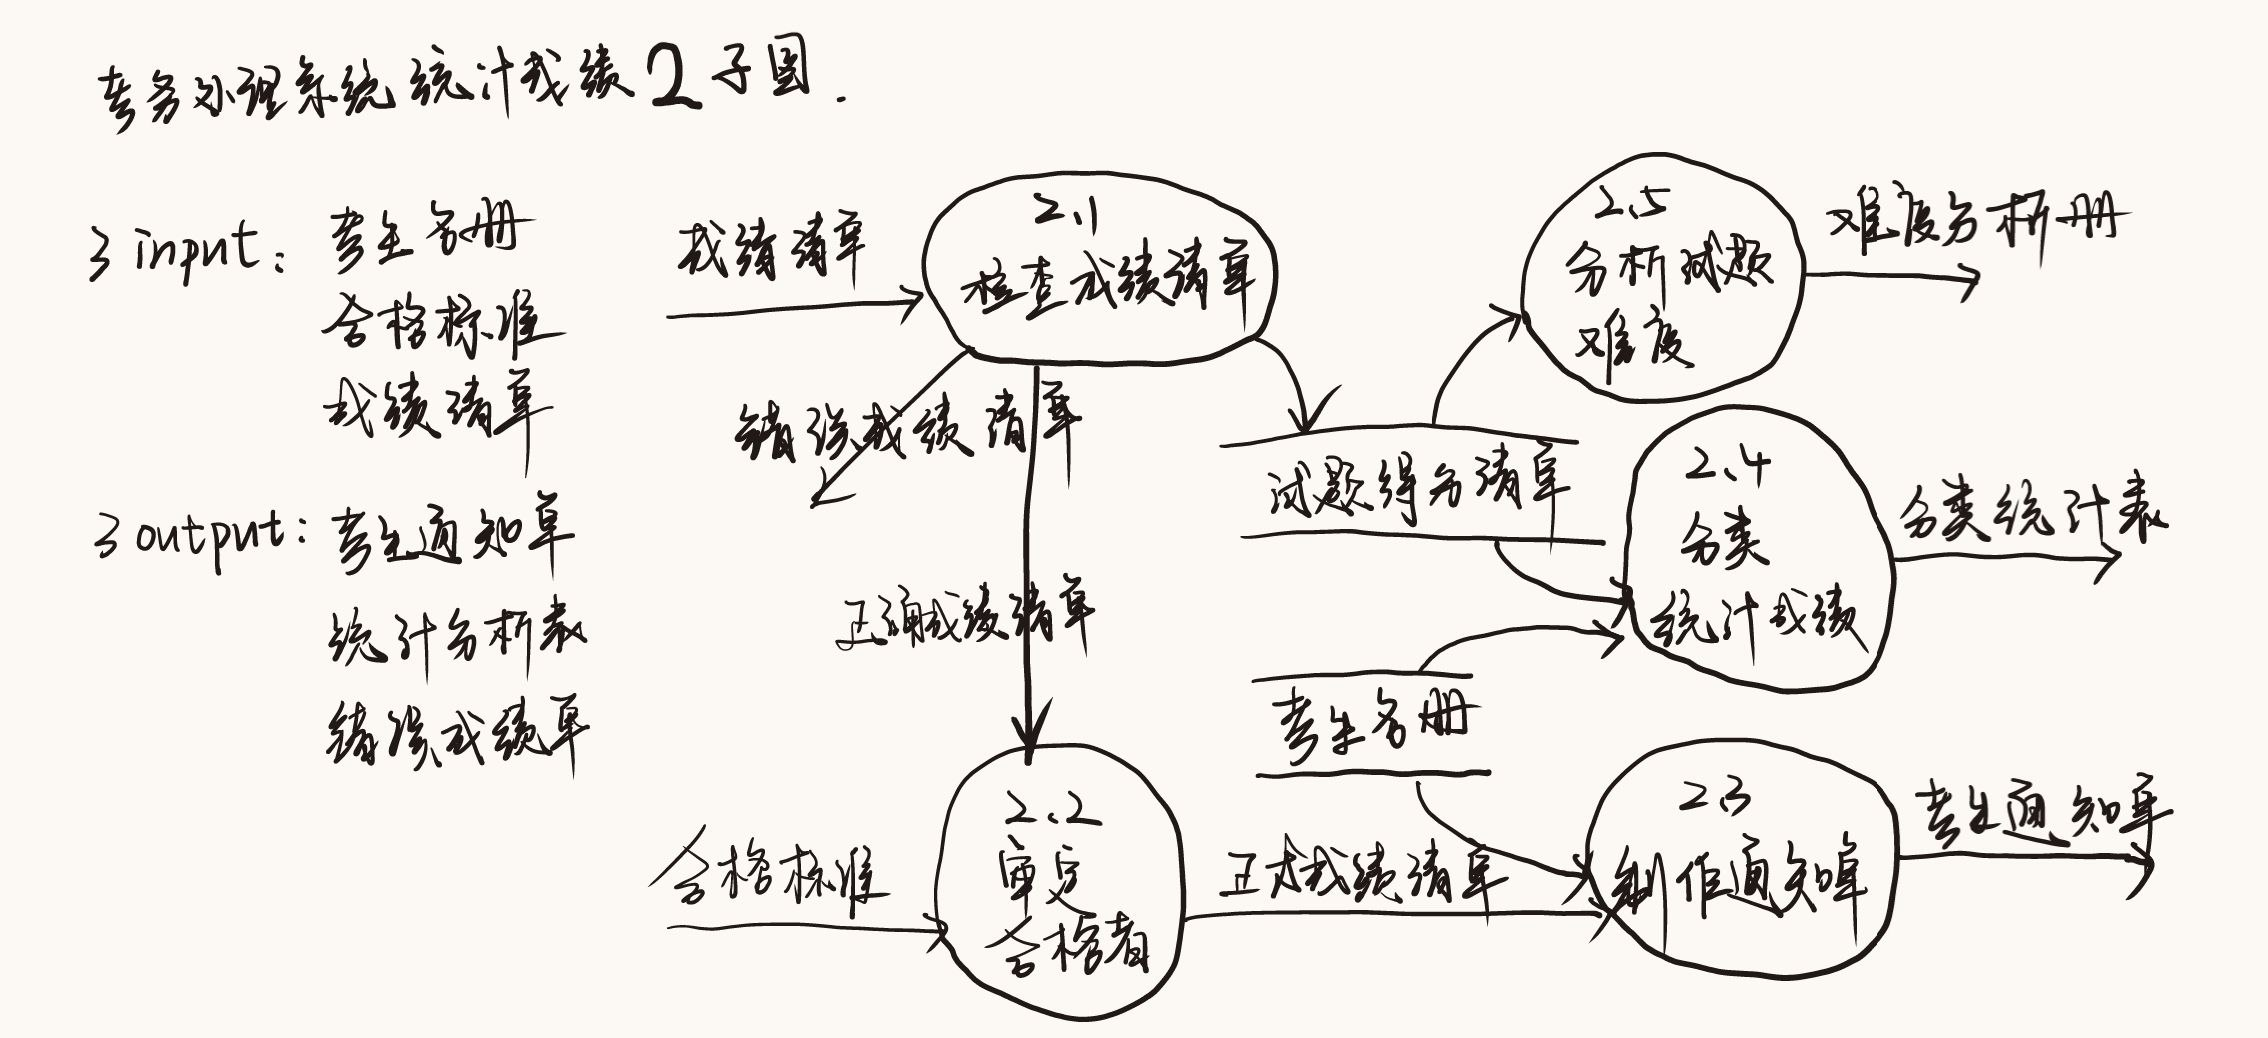 考务处理系统统计成绩2子图.
3 input: 考生名册
合格标准
成绩清单
3 output: 考生通知单
统计分析表
错误成绩单
成绩清单
2.1
检查成绩清单
错误成绩清单
正确成绩清单
2.5
分析试题
难度
难度分析册
试题得分清单
2.4
分类
统计成绩
分类统计表
考生名册
合格标准
2.2
审定
合格者
正式成绩清单
2.3
制作通知单
考生通知单